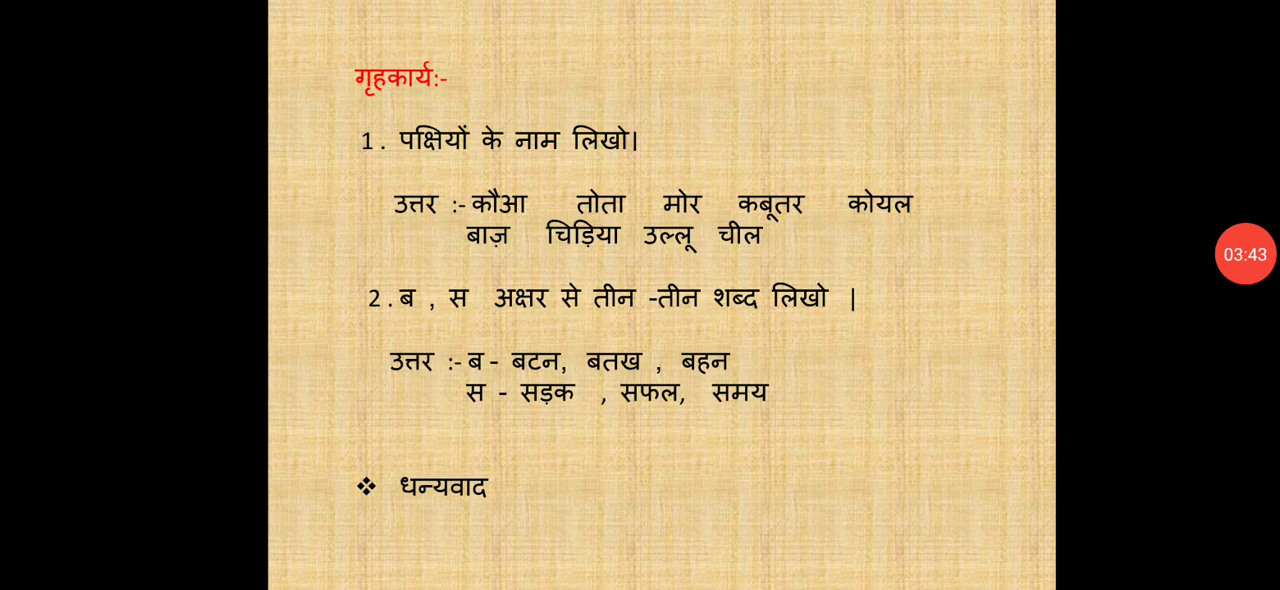 गृहकार्य:-
1 . पक्षियों के नाम लिखो।
उत्तर :- कौआ तोता मोर कबूतर कोयल
बाज़ चिड़िया उल्लू चील
2 . ब , स अक्षर से तीन -तीन शब्द लिखो |
उत्तर :- ब - बटन, बतख , बहन
स - सड़क , सफल, समय
❖ धन्यवाद
03:43